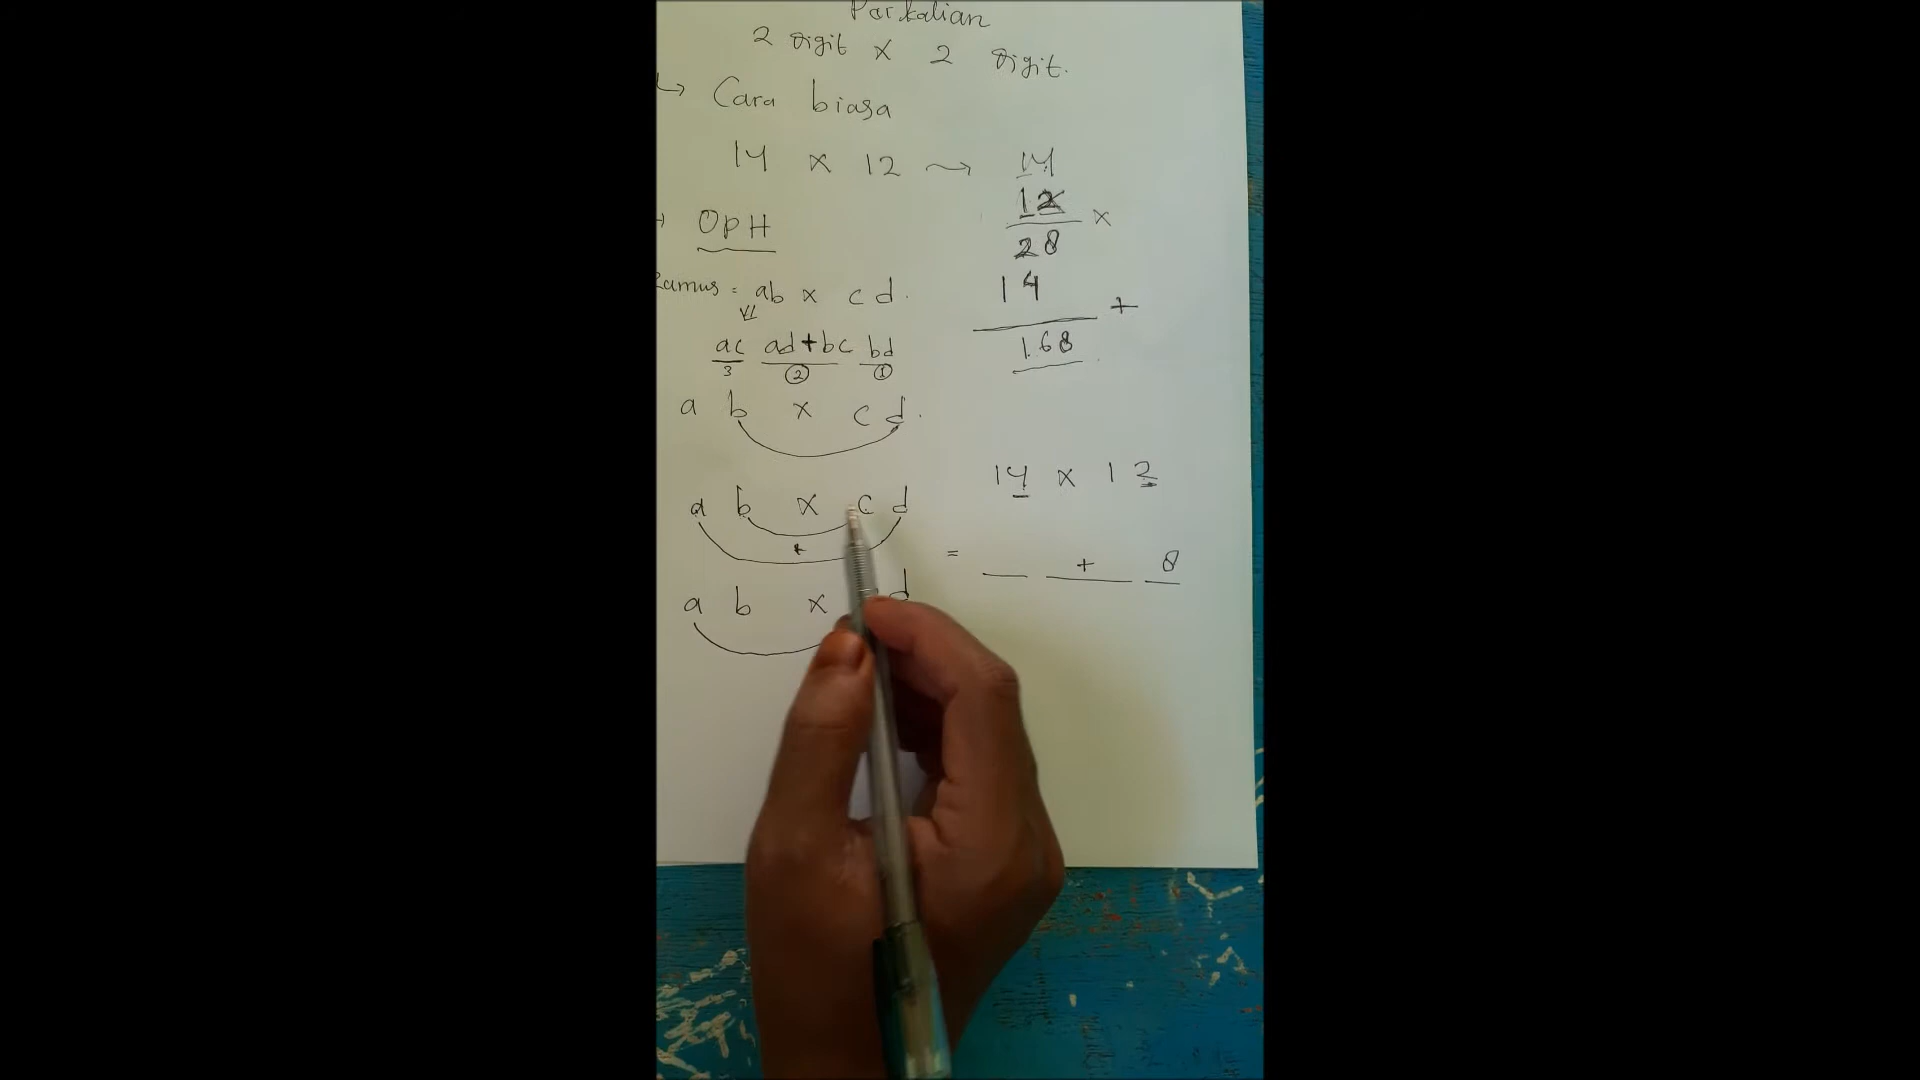 Perkalian
2 digit x 2 digit.
↳ Cara biasa
14 x 12 → 14
12 x
28
14 +
168
→ OPH
Rumus = ab x cd.
ac ad+bc bd
3 2 1
a b x c d.
a b x c d
+
a b x d
14 x 12
= + 8